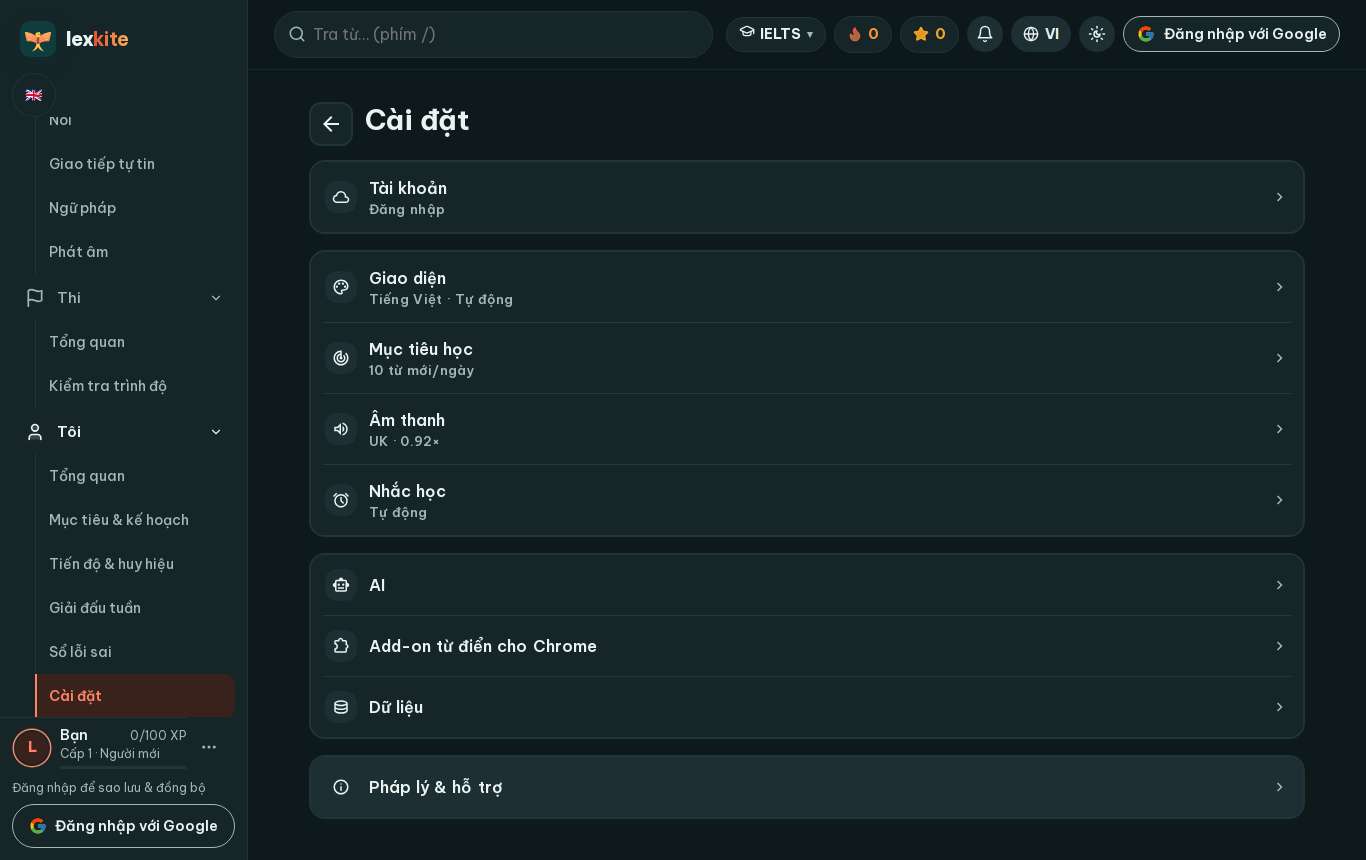 lexkite
Nói
Giao tiếp tự tin
Ngữ pháp
Phát âm
Thi
Tổng quan
Kiểm tra trình độ
Tôi
Tổng quan
Mục tiêu & kế hoạch
Tiến độ & huy hiệu
Giải đấu tuần
Sổ lỗi sai
Cài đặt
L
Bạn 0/100 XP
Cấp 1 · Người mới
Đăng nhập để sao lưu & đồng bộ
Đăng nhập với Google
Tra từ... (phím /)
IELTS ▾
0
0
VI
Đăng nhập với Google
Cài đặt
Tài khoản
Đăng nhập
Giao diện
Tiếng Việt · Tự động
Mục tiêu học
10 từ mới/ngày
Âm thanh
UK · 0.92×
Nhắc học
Tự động
AI
Add-on từ điển cho Chrome
Dữ liệu
Pháp lý & hỗ trợ